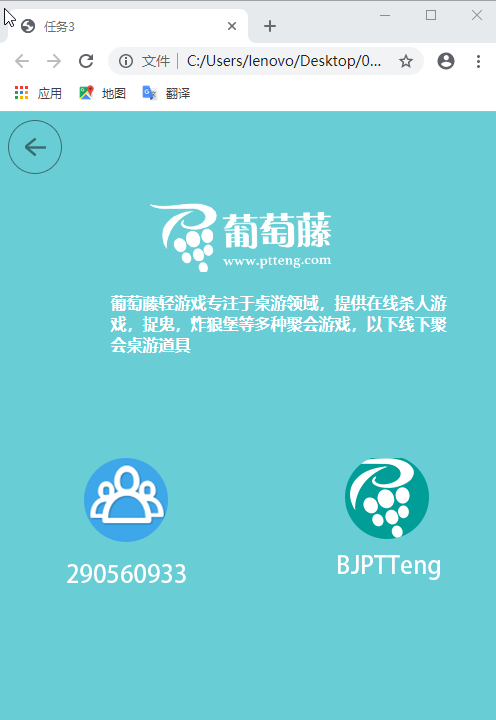 任务3
文件 C:/Users/lenovo/Desktop/0...
应用 地图 翻译
葡萄藤
www.ptteng.com
葡萄藤轻游戏专注于桌游领域，提供在线杀人游
戏，捉鬼，炸狼堡等多种聚会游戏，以下线下聚
会桌游道具
290560933
BJPTTeng